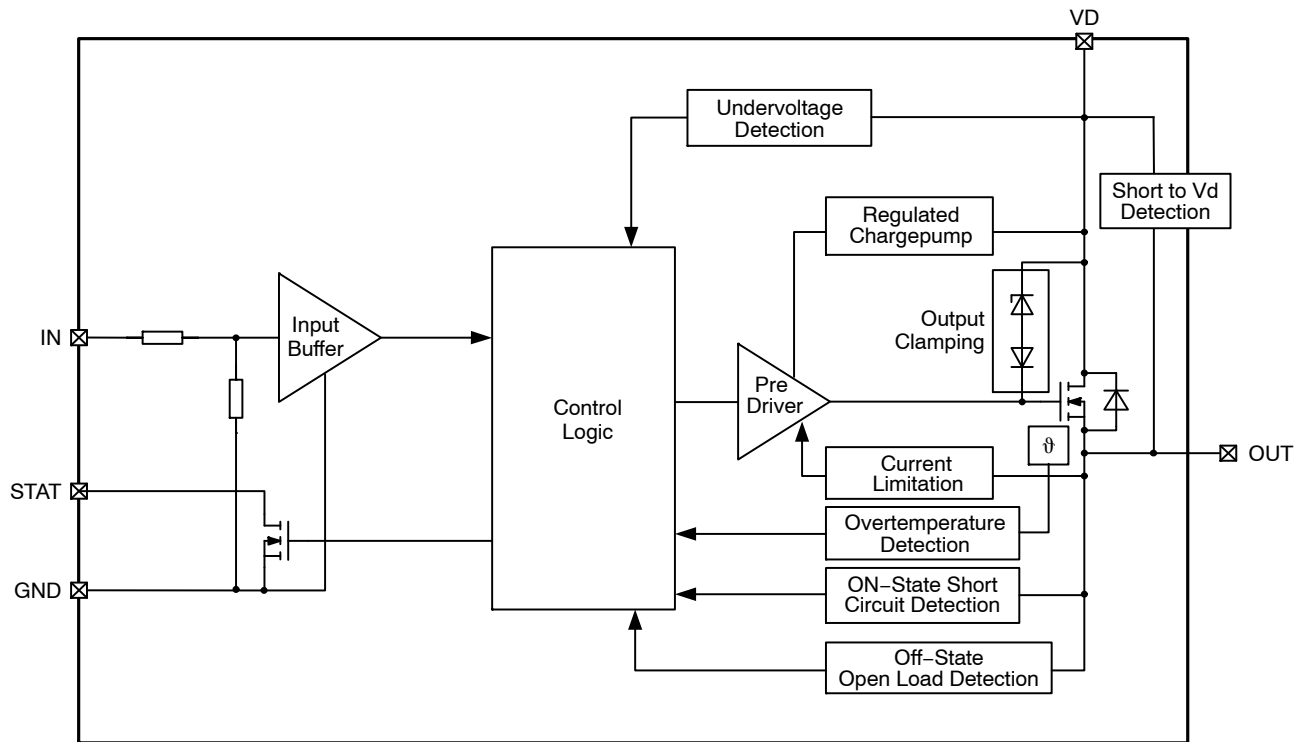 VD
Undervoltage
Detection
Short to Vd
Detection
Regulated
Chargepump
Output
Clamping
IN
Input
Buffer
Control
Logic
Pre
Driver
ϑ
OUT
Current
Limitation
STAT
Overtemperature
Detection
GND
ON−State Short
Circuit Detection
Off−State
Open Load Detection